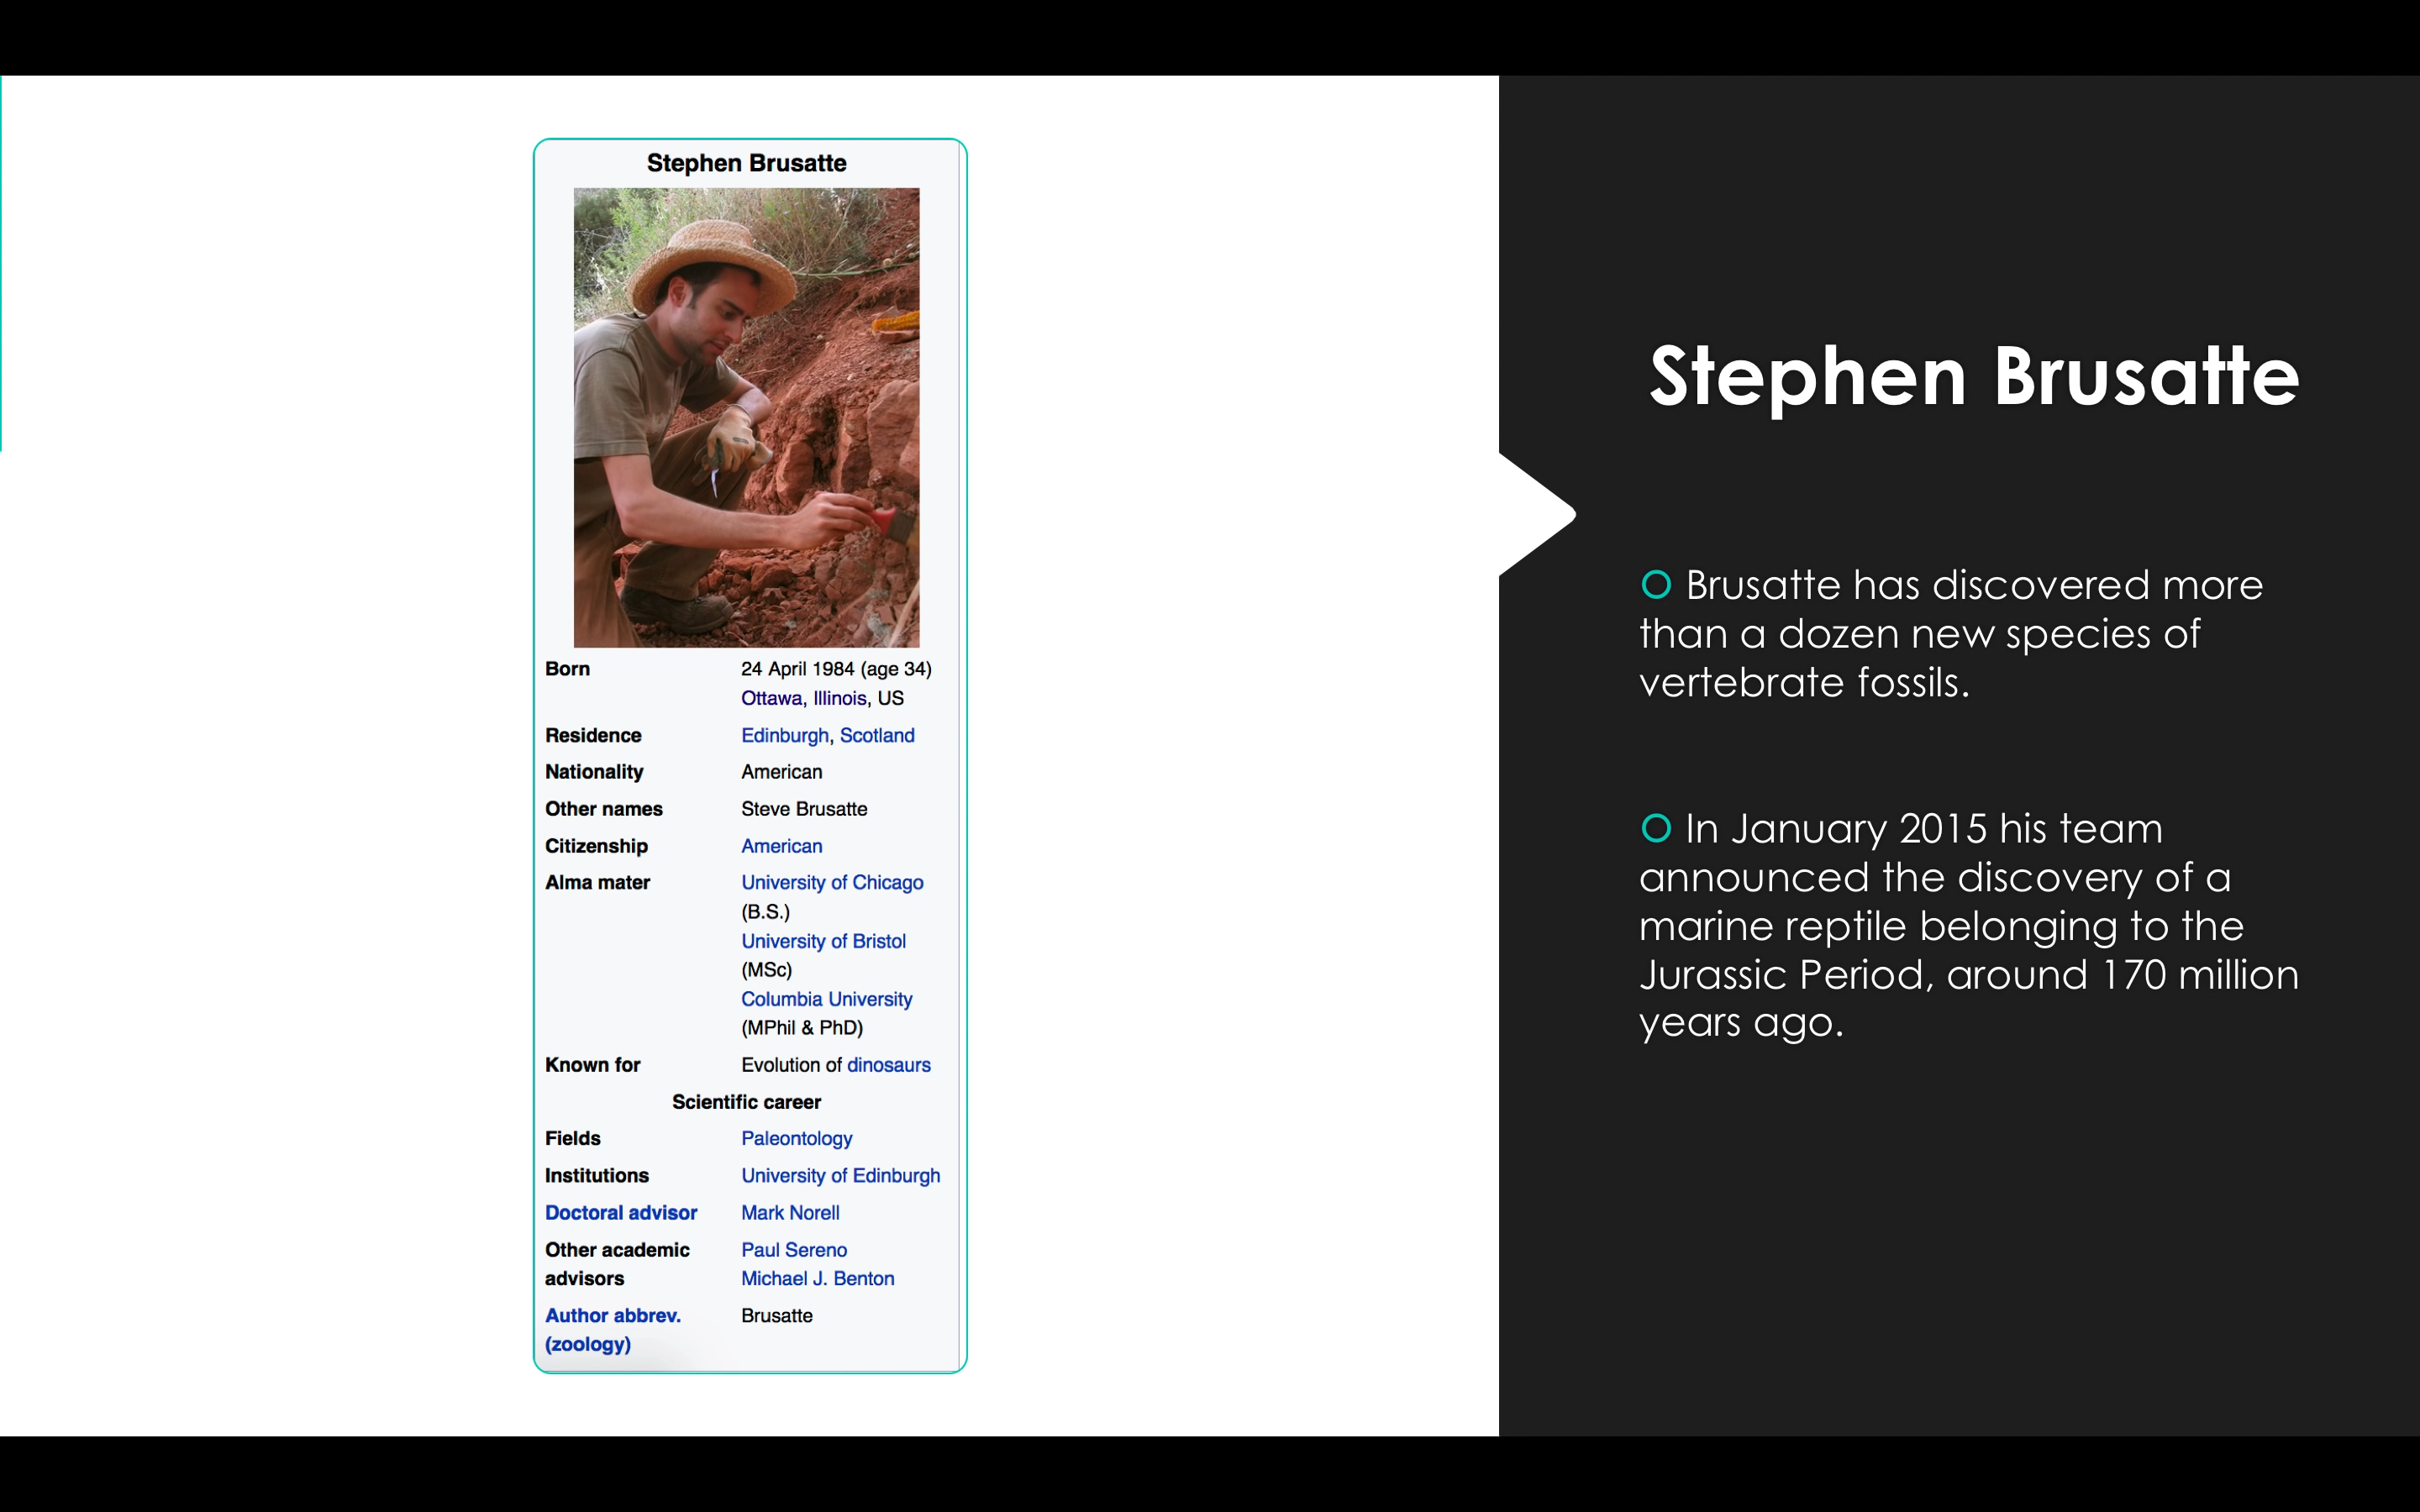 Stephen Brusatte
Born 24 April 1984 (age 34)
Ottawa, Illinois, US
Residence Edinburgh, Scotland
Nationality American
Other names Steve Brusatte
Citizenship American
Alma mater University of Chicago
(B.S.)
University of Bristol
(MSc)
Columbia University
(MPhil & PhD)
Known for Evolution of dinosaurs
Scientific career
Fields Paleontology
Institutions University of Edinburgh
Doctoral advisor Mark Norell
Other academic Paul Sereno
advisors Michael J. Benton
Author abbrev. Brusatte
(zoology)
Stephen Brusatte
Brusatte has discovered more
than a dozen new species of
vertebrate fossils.
In January 2015 his team
announced the discovery of a
marine reptile belonging to the
Jurassic Period, around 170 million
years ago.